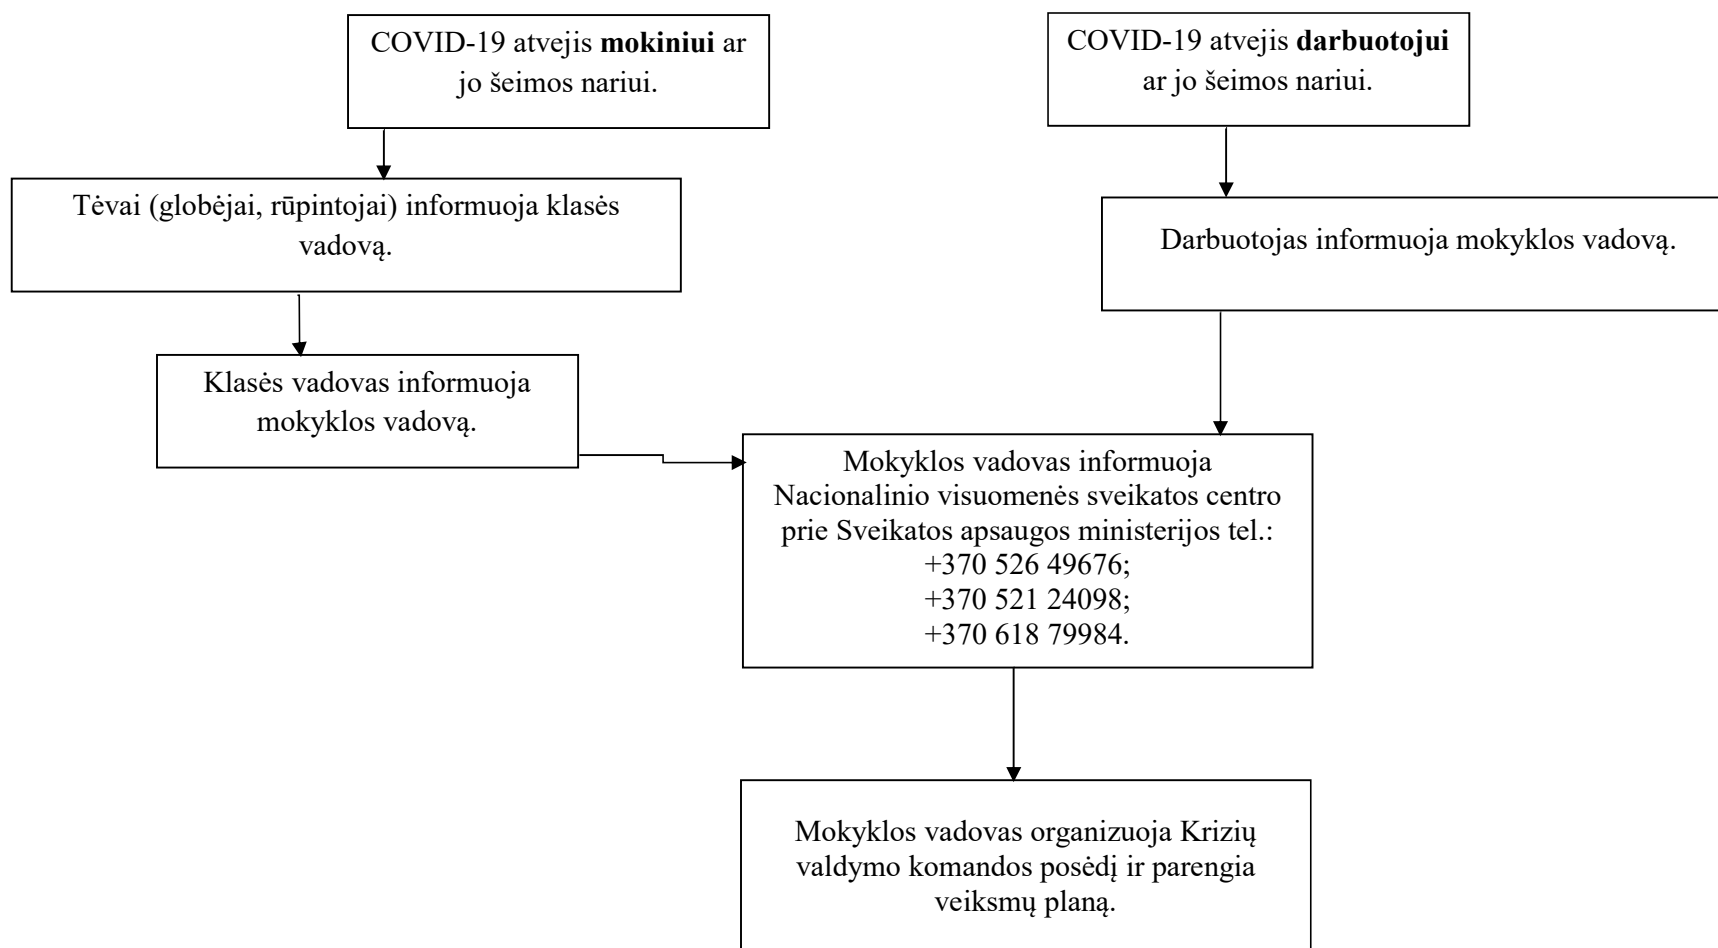 COVID-19 atvejis mokiniui ar
jo šeimos nariui.
COVID-19 atvejis darbuotojui
ar jo šeimos nariui.
Tėvai (globėjai, rūpintojai) informuoja klasės
vadovą.
Darbuotojas informuoja mokyklos vadovą.
Klasės vadovas informuoja
mokyklos vadovą.
Mokyklos vadovas informuoja
Nacionalinio visuomenės sveikatos centro
prie Sveikatos apsaugos ministerijos tel.:
+370 526 49676;
+370 521 24098;
+370 618 79984.
Mokyklos vadovas organizuoja Krizių
valdymo komandos posėdį ir parengia
veiksmų planą.